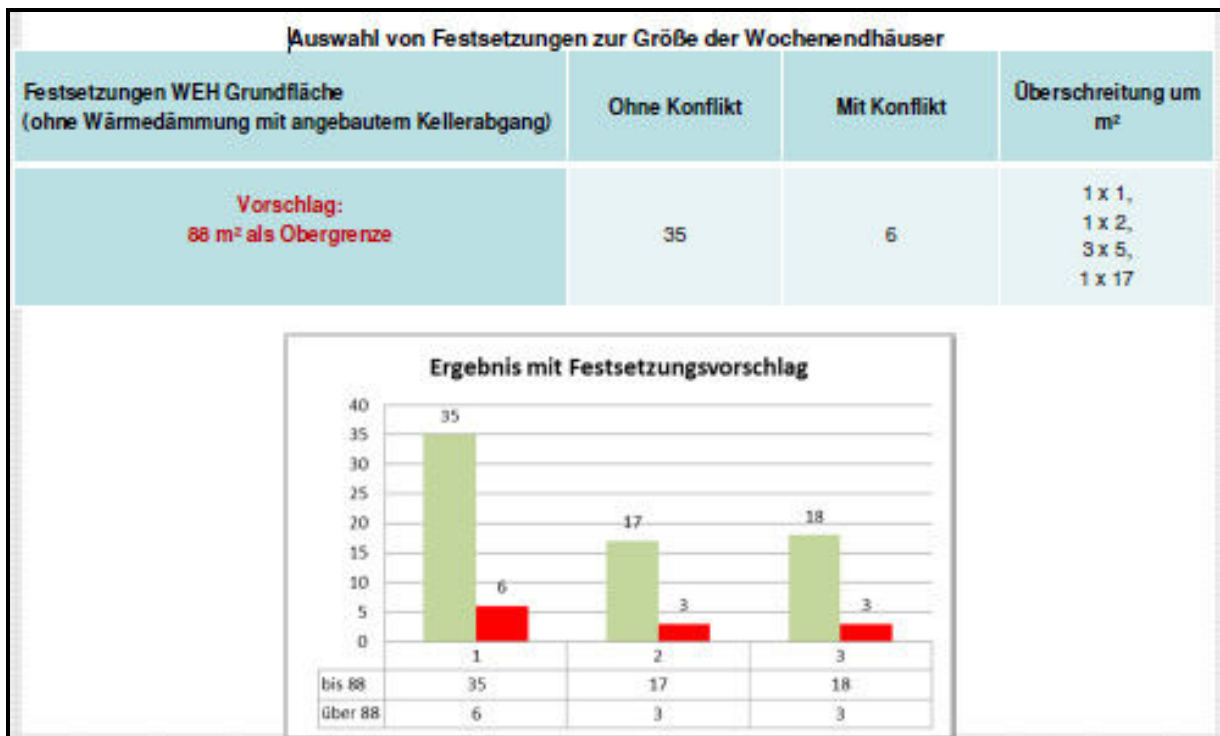 Auswahl von Festsetzungen zur Größe der Wochenendhäuser
Festsetzungen WEH Grundfläche
(ohne Wärmedämmung mit angebautem Kellerabgang)
Ohne Konflikt
Mit Konflikt
Überschreitung um
m²
Vorschlag:
88 m² als Obergrenze
35
6
1 x 1,
1 x 2,
3 x 5,
1 x 17
Ergebnis mit Festsetzungsvorschlag
40
35
30
25
20
15
10
5
0
35
6
17
3
18
3
1 2 3
bis 88 35 17 18
über 88 6 3 3